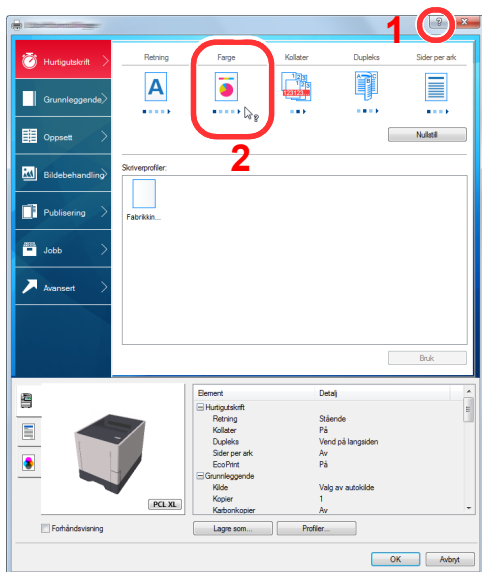 1
?
Hurtigutskrift
Grunnleggende
Oppsett
Bildebehandling
Publisering
Jobb
Avansert
Retning Farge Kollater Dupleks Sider per ark
A
123
123123
A B C
?
2
Nullstill
Skriverprofiler:
Fabrikkin...
Bruk
Element Detalj
Hurtigutskrift
Retning Stående
Kollater På
Dupleks Vend på langsiden
Sider per ark Av
EcoPrint På
Grunnleggende
Kilde Valg av autokilde
Kopier 1
Karbonkopier Av
PCL XL
Forhåndsvisning Lagre som... Profiler...
OK Avbryt